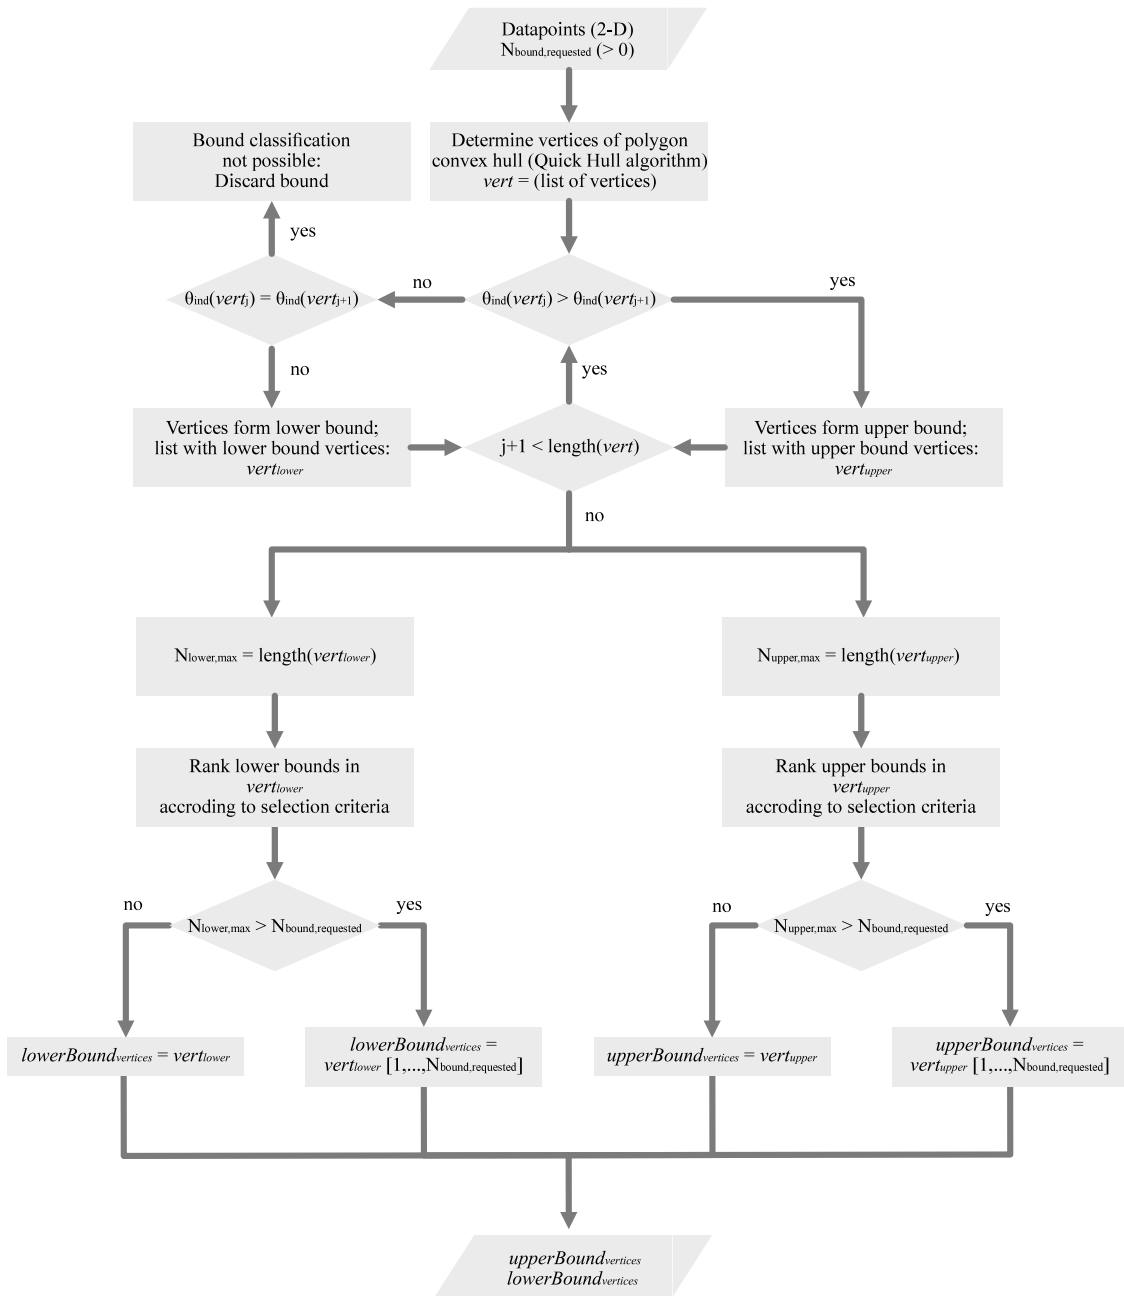 Datapoints (2-D)
Nbound,requested (> 0)
Bound classification
not possible:
Discard bound
Determine vertices of polygon
convex hull (Quick Hull algorithm)
vert = (list of vertices)
yes
θind(vertj) = θind(vertj+1)
no
θind(vertj) > θind(vertj+1)
yes
no
yes
Vertices form lower bound;
list with lower bound vertices:
vertlower
j+1 < length(vert)
Vertices form upper bound;
list with upper bound vertices:
vertupper
no
Nlower,max = length(vertlower)
Nupper,max = length(vertupper)
Rank lower bounds in
vertlower
accroding to selection criteria
Rank upper bounds in
vertupper
accroding to selection criteria
no
Nlower,max > Nbound,requested
yes
no
Nupper,max > Nbound,requested
yes
lowerBoundvertices = vertlower
lowerBoundvertices =
vertlower [1,...,Nbound,requested]
upperBoundvertices = vertupper
upperBoundvertices =
vertupper [1,...,Nbound,requested]
upperBoundvertices
lowerBoundvertices